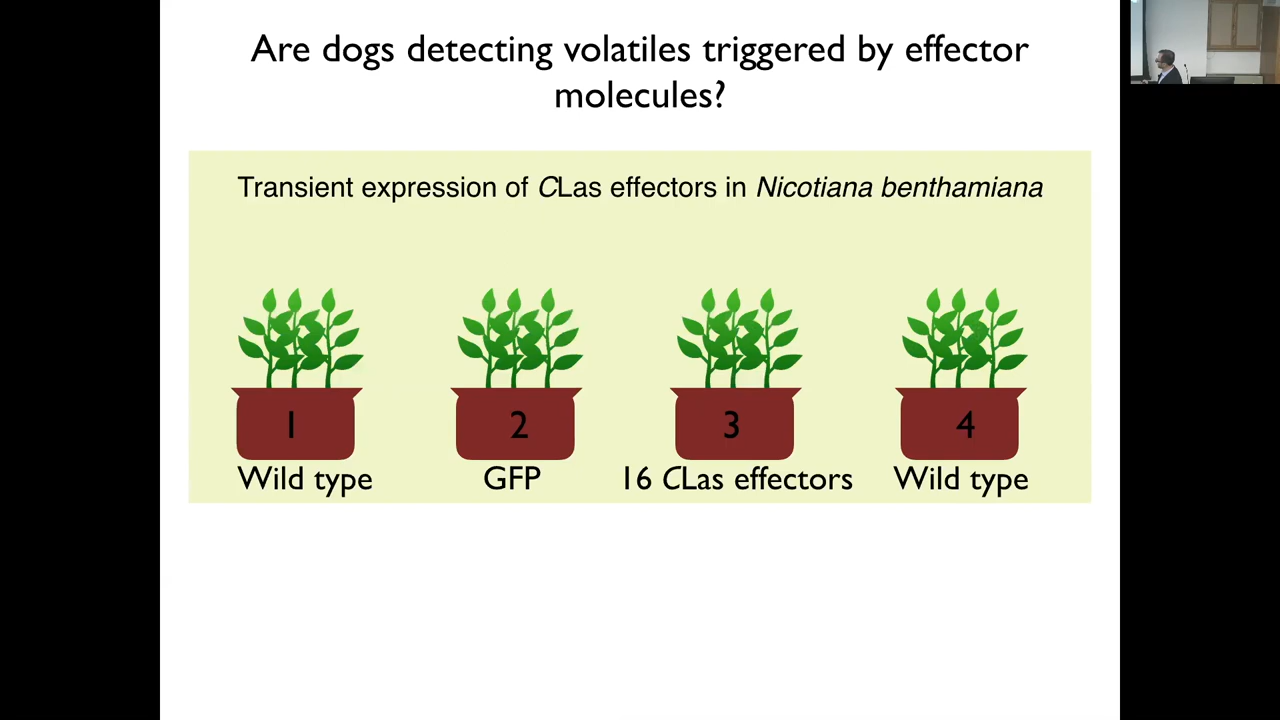 Are dogs detecting volatiles triggered by effector
molecules?
Transient expression of CLas effectors in Nicotiana benthamiana
1 2 3 4
Wild type GFP 16 CLas effectors Wild type